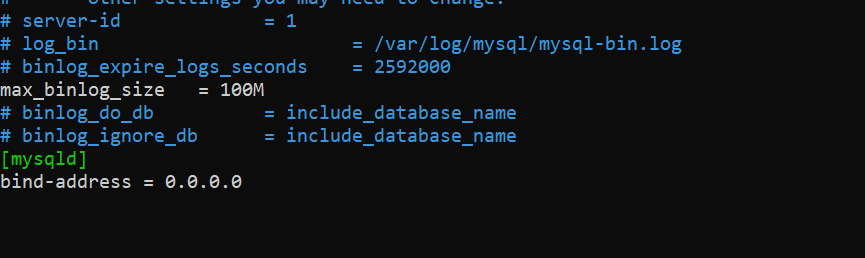 # other settings you may need to change.
# server-id = 1
# log_bin = /var/log/mysql/mysql-bin.log
# binlog_expire_logs_seconds = 2592000
max_binlog_size = 100M
# binlog_do_db = include_database_name
# binlog_ignore_db = include_database_name
[mysqld]
bind-address = 0.0.0.0